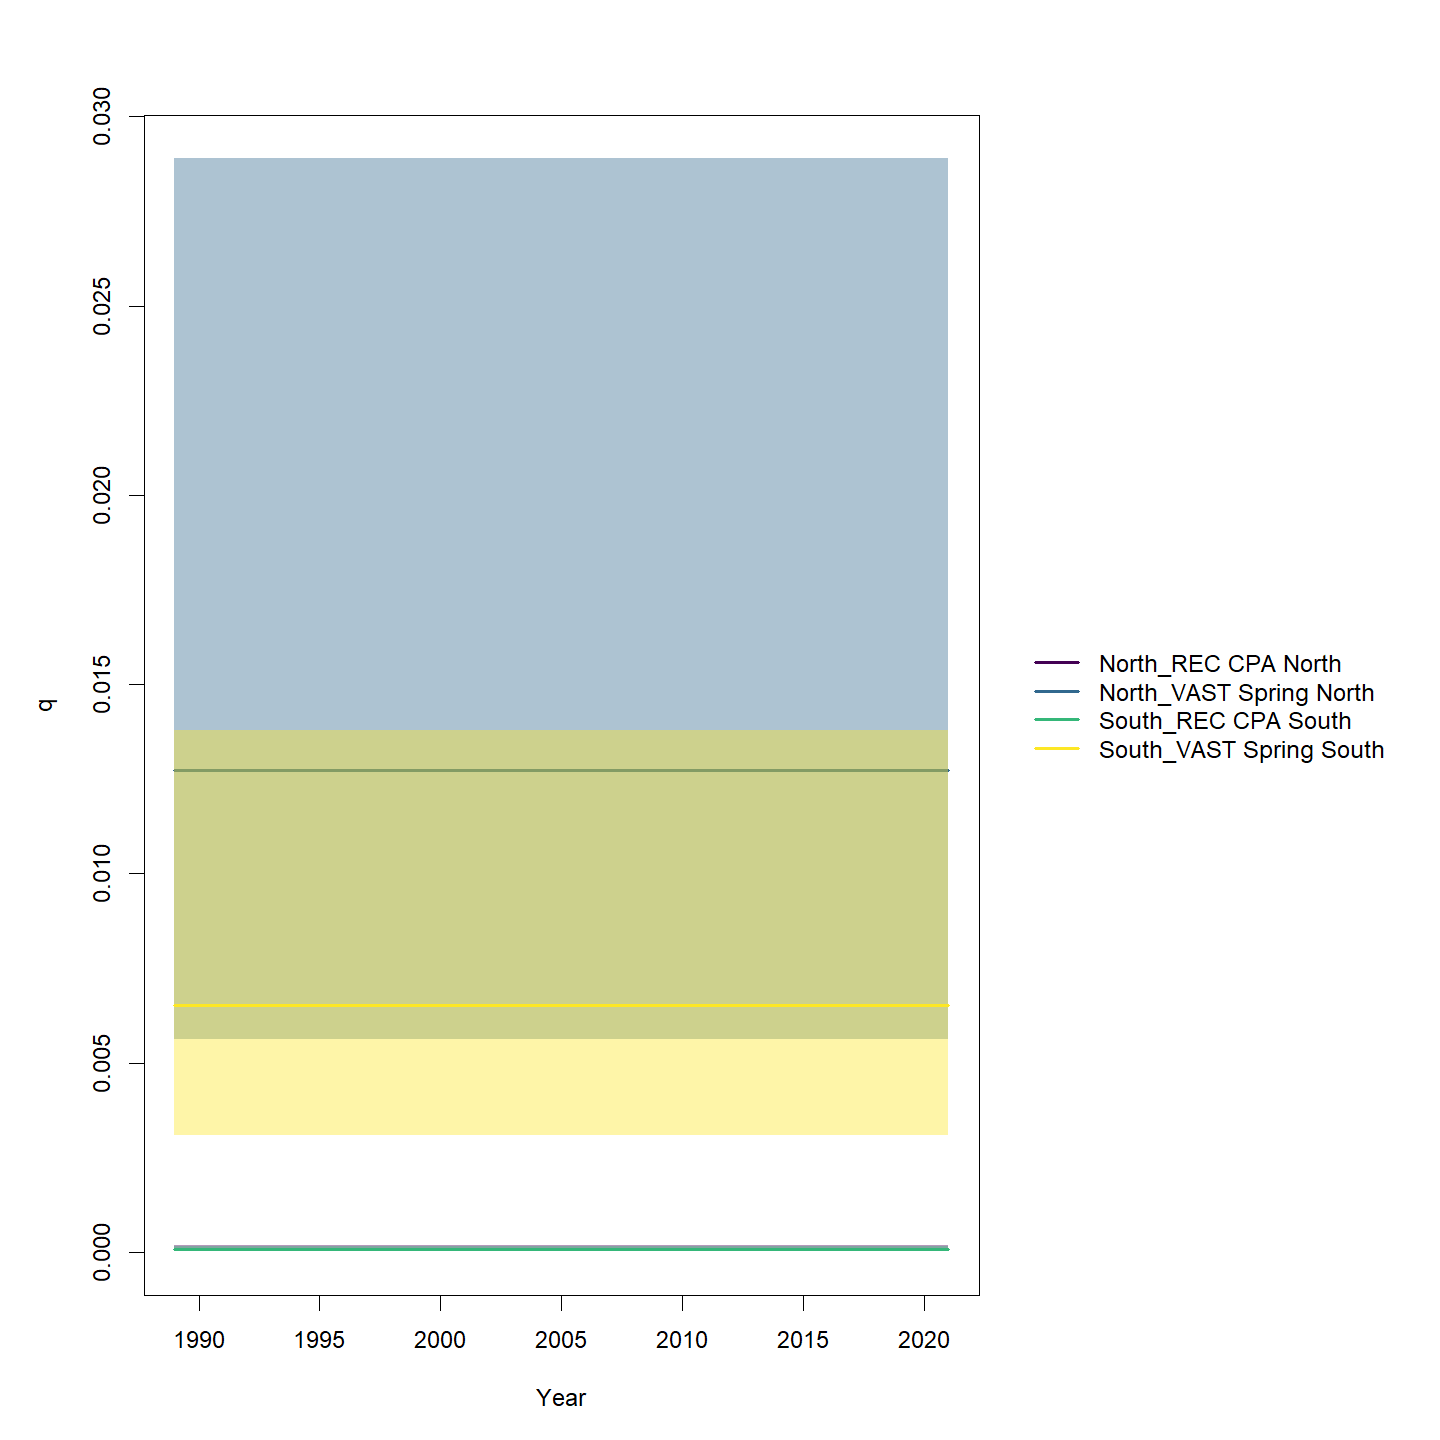 0.030
0.025
0.020
0.015
0.010
0.005
0.000
q
1990 1995 2000 2005 2010 2015 2020
Year
North_REC CPA North
North_VAST Spring North
South_REC CPA South
South_VAST Spring South